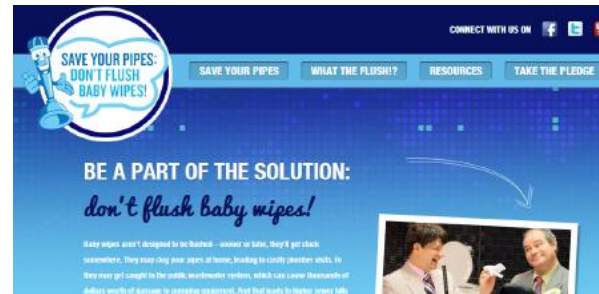 CONNECT WITH US ON
SAVE YOUR PIPES:
DON'T FLUSH
BABY WIPES!
SAVE YOUR PIPES
WHAT THE FLUSH!?
RESOURCES
TAKE THE PLEDGE
BE A PART OF THE SOLUTION:
don't flush baby wipes!
Baby wipes aren't designed to be flushed—sooner or later, they'll get stuck
somewhere. They may clog your pipes at home, leading to costly plumber visits. Or
they may get caught in the public wastewater system, which can cause thousands of
dollars worth of damage to pumping equipment. And that leads to higher sewer bills